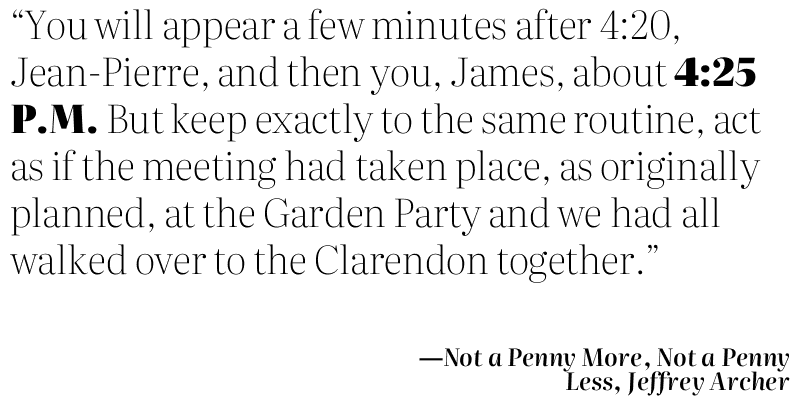 “You will appear a few minutes after 4:20,
Jean-Pierre, and then you, James, about 4:25
P.M. But keep exactly to the same routine, act
as if the meeting had taken place, as originally
planned, at the Garden Party and we had all
walked over to the Clarendon together.”
—Not a Penny More, Not a Penny
Less, Jeffrey Archer